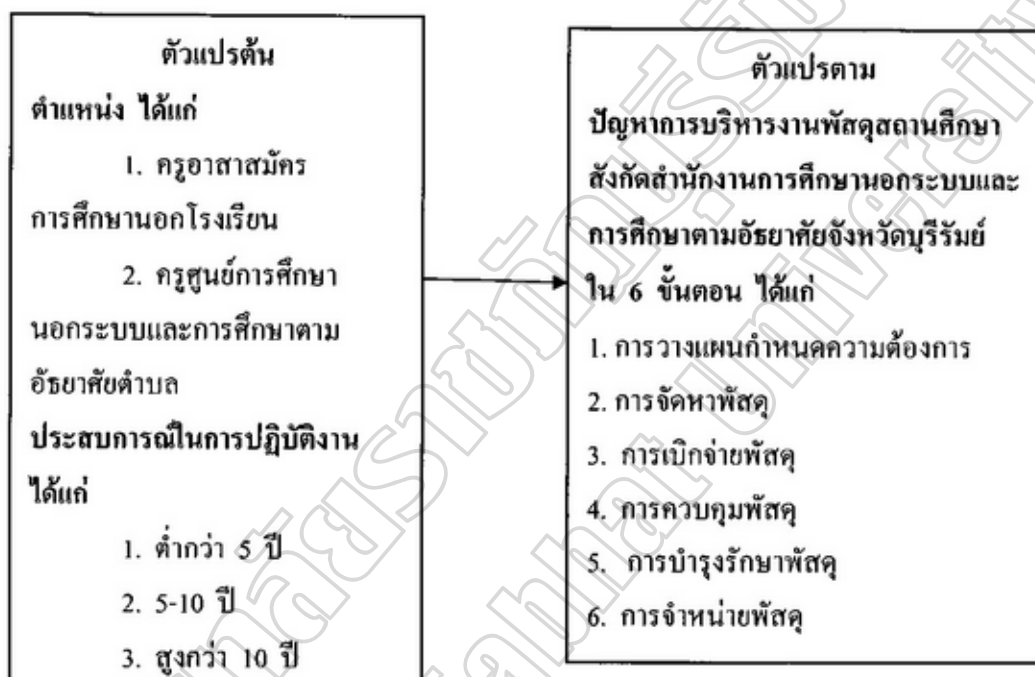 ตัวแปรต้น
ตำแหน่ง ได้แก่
1. ครูอาสาสมัคร
การศึกษานอกโรงเรียน
2. ครูศูนย์การศึกษา
นอกระบบและการศึกษาตาม
อัธยาศัยตำบล
ประสบการณ์ในการปฏิบัติงาน
ได้แก่
1. ต่ำกว่า 5 ปี
2. 5-10 ปี
3. สูงกว่า 10 ปี
ตัวแปรตาม
ปัญหาการบริหารงานพัสดุสถานศึกษา
สังกัดสำนักงานการศึกษานอกระบบและ
การศึกษาตามอัธยาศัยจังหวัดบุรีรัมย์
ใน 6 ขั้นตอน ได้แก่
1. การวางแผนกำหนดความต้องการ
2. การจัดหาพัสดุ
3. การเบิกจ่ายพัสดุ
4. การควบคุมพัสดุ
5. การบำรุงรักษาพัสดุ
6. การจำหน่ายพัสดุ